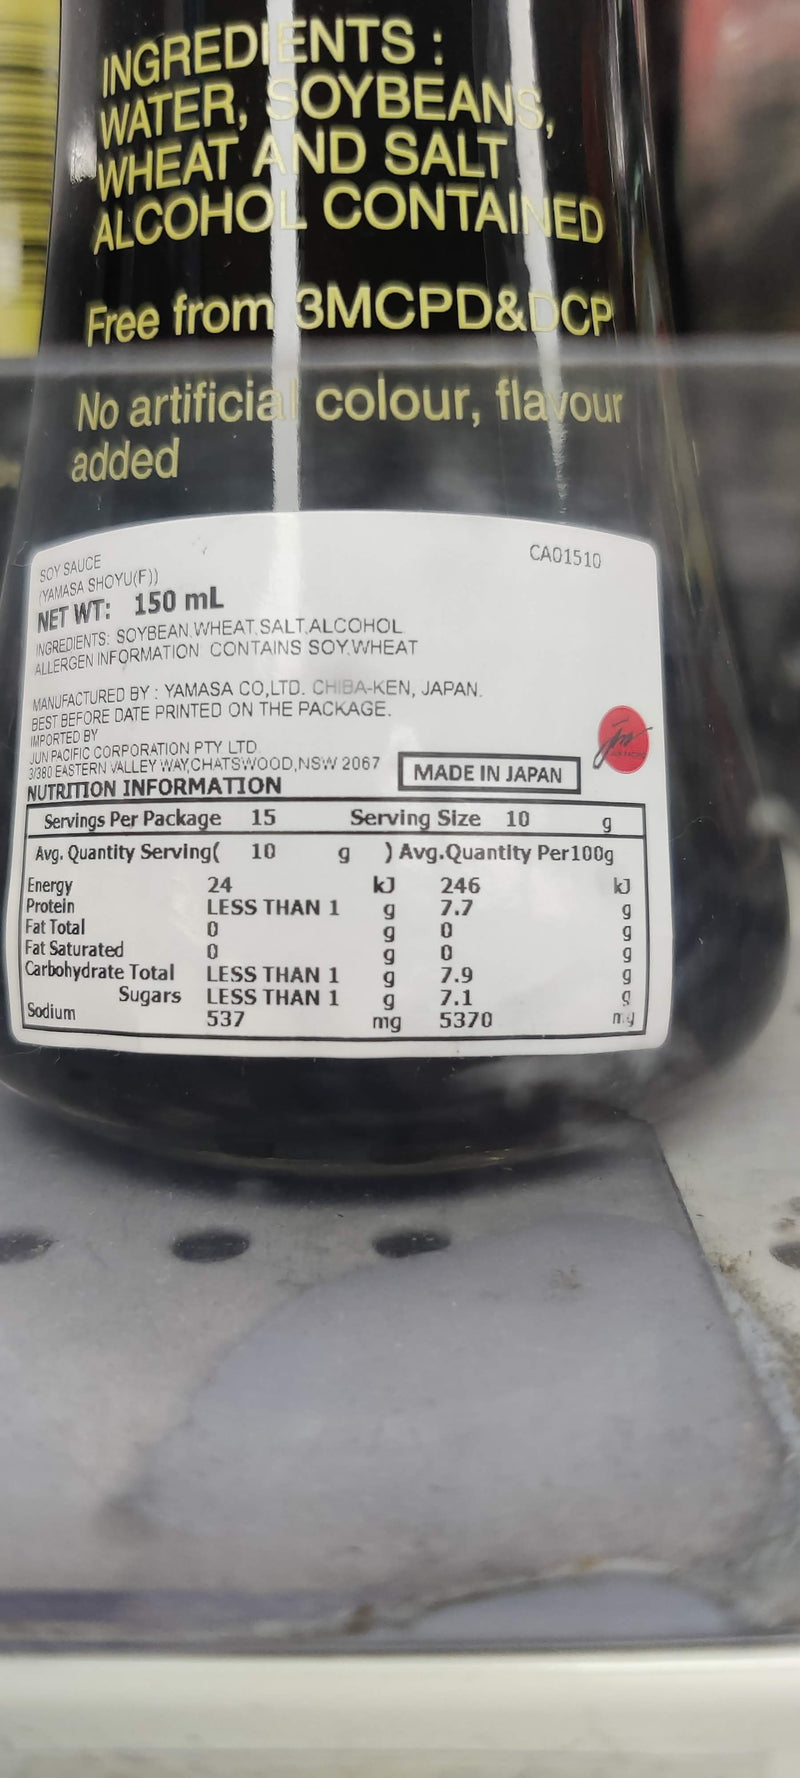 INGREDIENTS :
WATER, SOYBEANS,
WHEAT AND SALT
ALCOHOL CONTAINED
Free from 3MCPD&DCP
No artificial colour, flavour
added
SOY SAUCE
CA01510
(YAMASA SHOYU(F))
NET WT: 150 mL
INGREDIENTS: SOYBEAN,WHEAT,SALT,ALCOHOL
ALLERGEN INFORMATION CONTAINS SOY,WHEAT
MANUFACTURED BY : YAMASA CO,LTD. CHIBA-KEN, JAPAN.
BEST BEFORE DATE PRINTED ON THE PACKAGE.
IMPORTED BY
JUN PACIFIC CORPORATION PTY LTD.
3/380 EASTERN VALLEY WAY,CHATSWOOD,NSW 2067
MADE IN JAPAN
NUTRITION INFORMATION
Servings Per Package 15 Serving Size 10 g
Avg. Quantity Serving( 10 g ) Avg.Quantity Per100g
Energy 24 kJ 246 kJ
Protein LESS THAN 1 g 7.7 g
Fat Total 0 g 0 g
Fat Saturated 0 g 0 g
Carbohydrate Total LESS THAN 1 g 7.9 g
Sugars LESS THAN 1 g 7.1 g
Sodium 537 mg 5370 mg